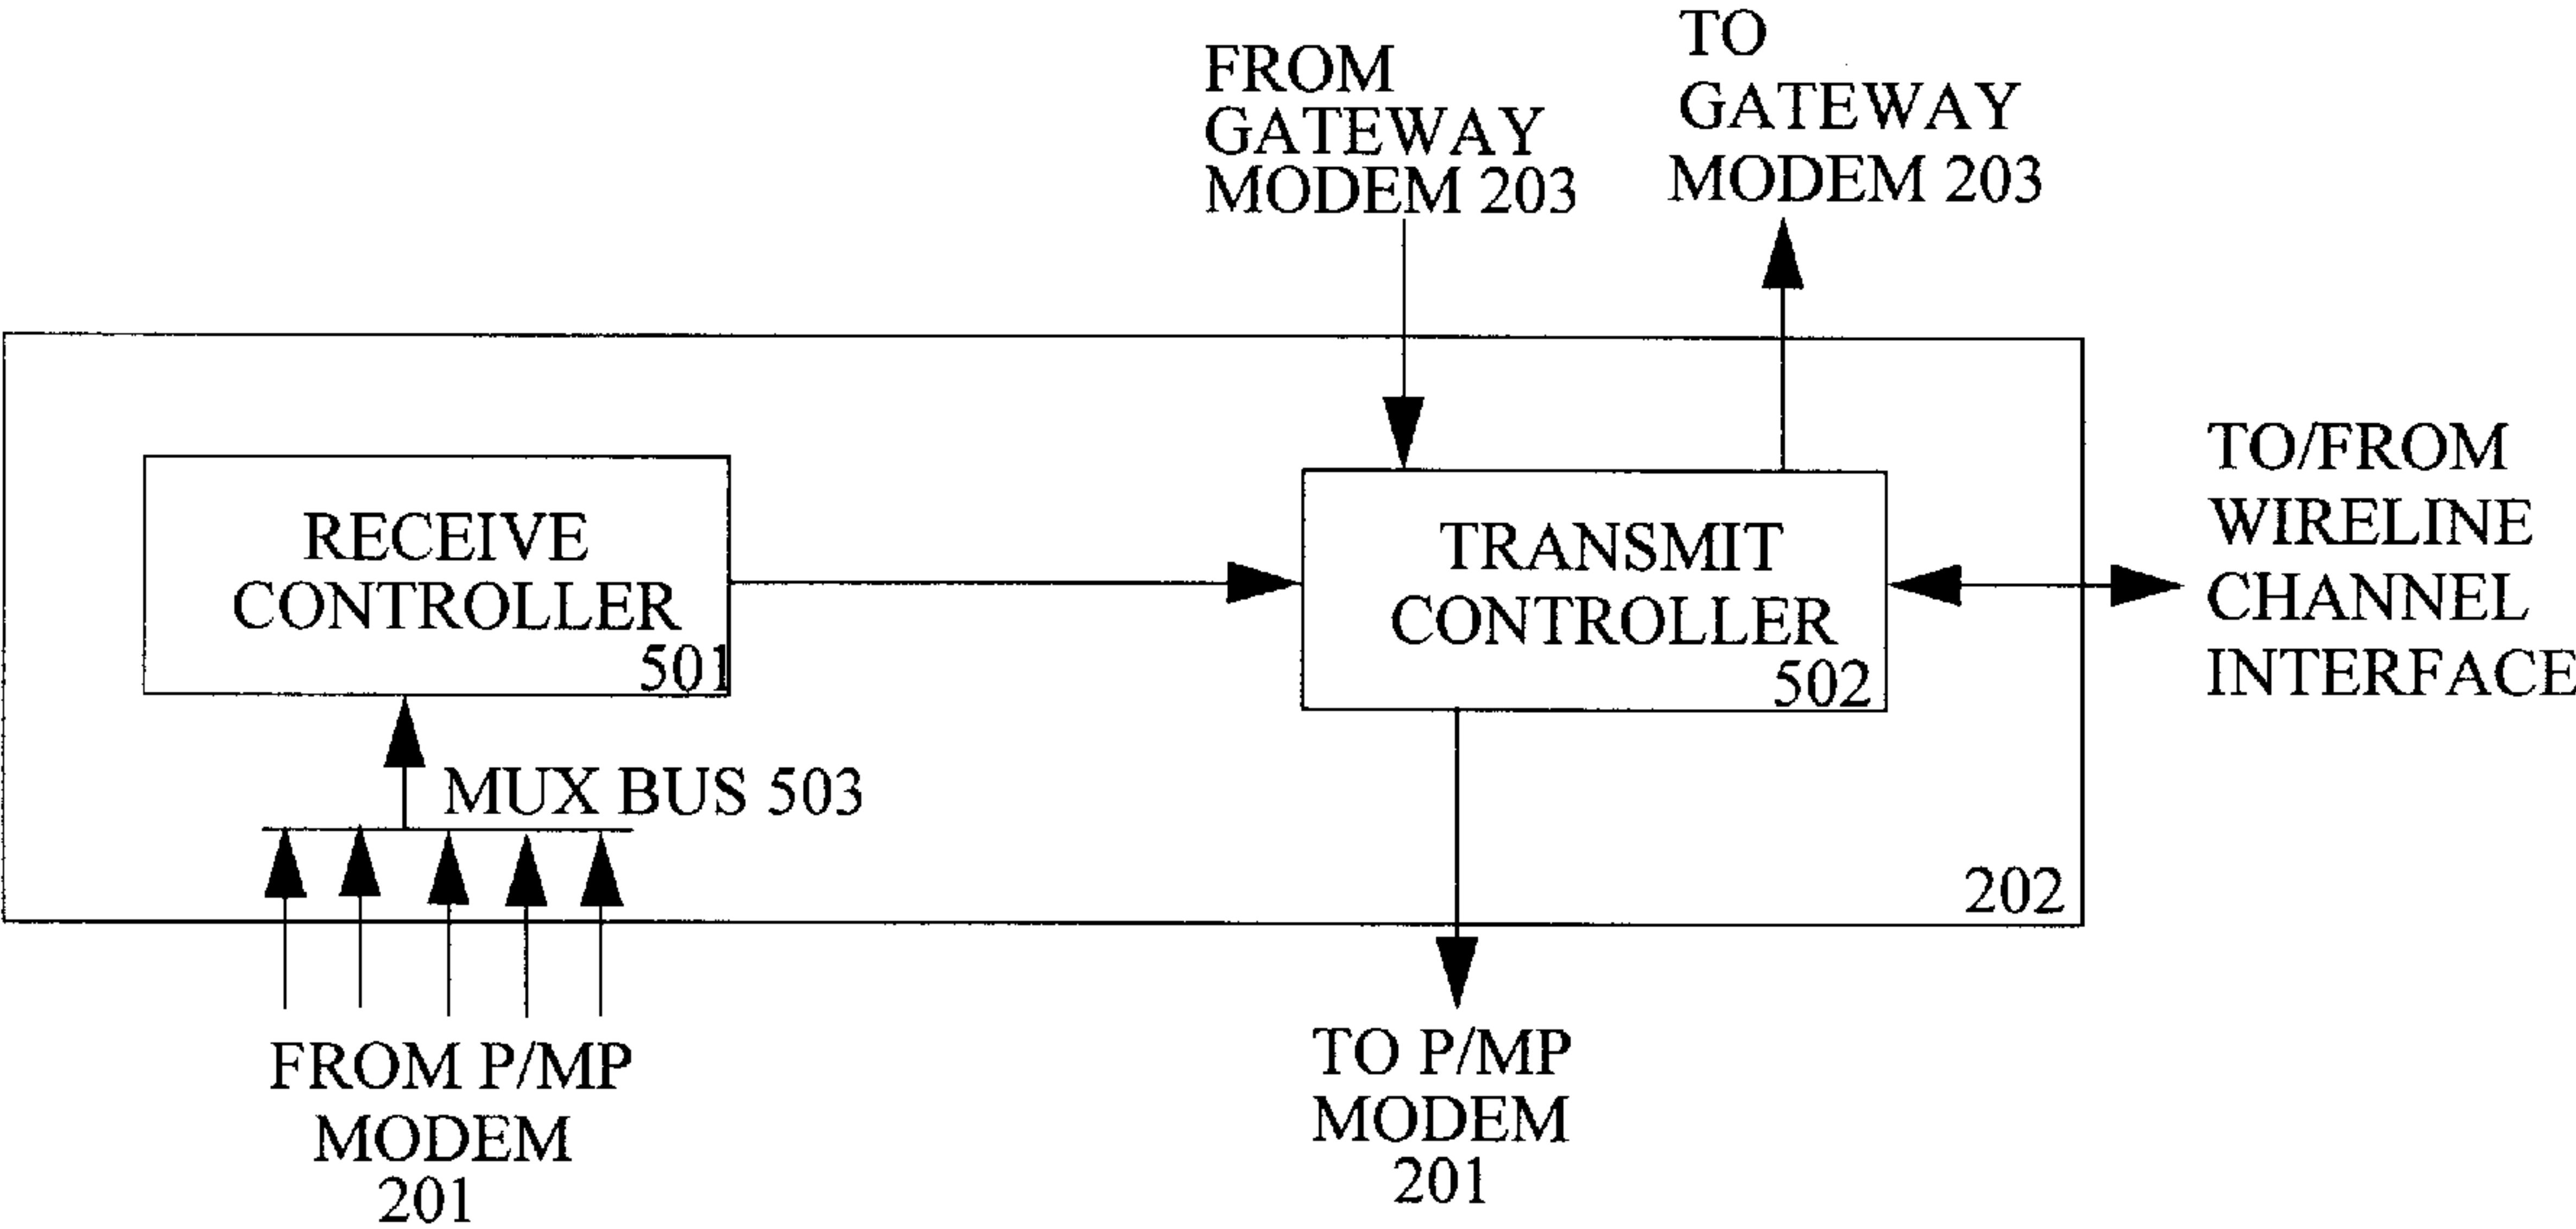 FROM
GATEWAY
MODEM 203
TO
GATEWAY
MODEM 203
RECEIVE
CONTROLLER
501
TRANSMIT
CONTROLLER
502
TO/FROM
WIRELINE
CHANNEL
INTERFACE
MUX BUS 503
202
FROM P/MP
MODEM
201
TO P/MP
MODEM
201